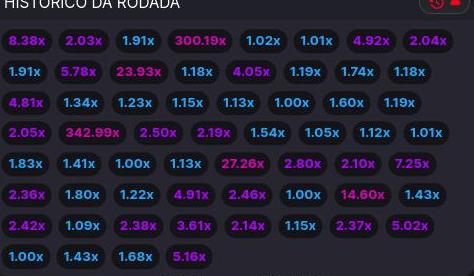 HISTÓRICO DA RODADA
8.38x 2.03x 1.91x 300.19x 1.02x 1.01x 4.92x 2.04x
1.91x 5.78x 23.93x 1.18x 4.05x 1.19x 1.74x 1.18x
4.81x 1.34x 1.23x 1.15x 1.13x 1.00x 1.60x 1.19x
2.05x 342.99x 2.50x 2.19x 1.54x 1.05x 1.12x 1.01x
1.83x 1.41x 1.00x 1.13x 27.26x 2.80x 2.10x 7.25x
2.36x 1.80x 1.22x 4.91x 2.46x 1.00x 14.60x 1.43x
2.42x 1.09x 2.38x 3.61x 2.14x 1.15x 2.37x 5.02x
1.00x 1.43x 1.68x 5.16x